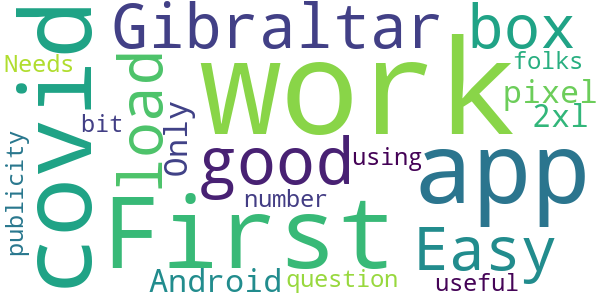 covid
Gibraltar
box
Needs
load
work
folks
pixel
2xl
bit
Only
publicity
good
using
app
First
number
Easy
Android
question
useful